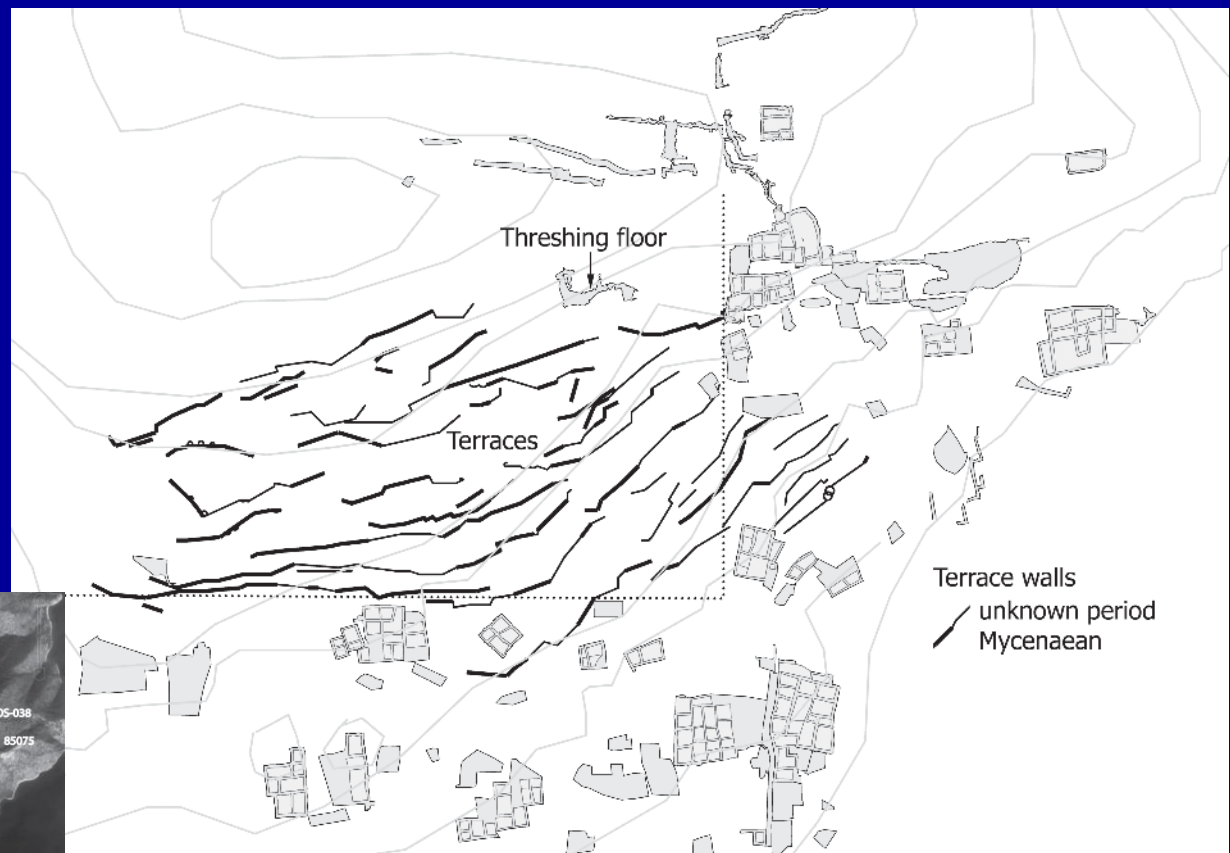 Threshing floor
Terraces
Terrace walls
unknown period
Mycenaean
85075